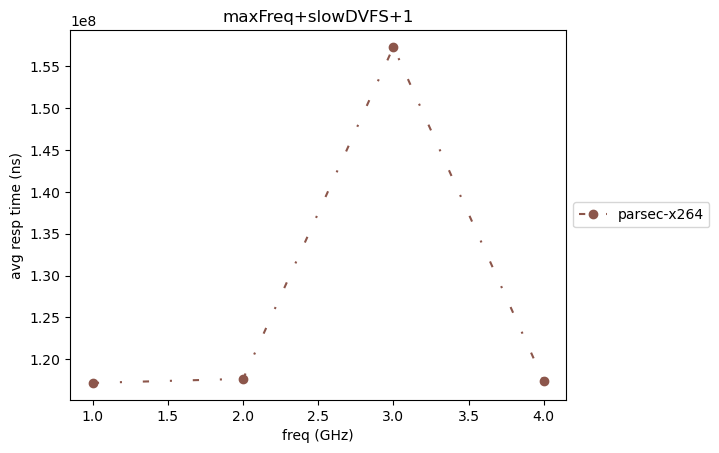 maxFreq+slowDVFS+1
1e8
1.55
1.50
1.45
1.40
1.35
1.30
1.25
1.20
avg resp time (ns)
parsec-x264
1.0 1.5 2.0 2.5 3.0 3.5 4.0
freq (GHz)